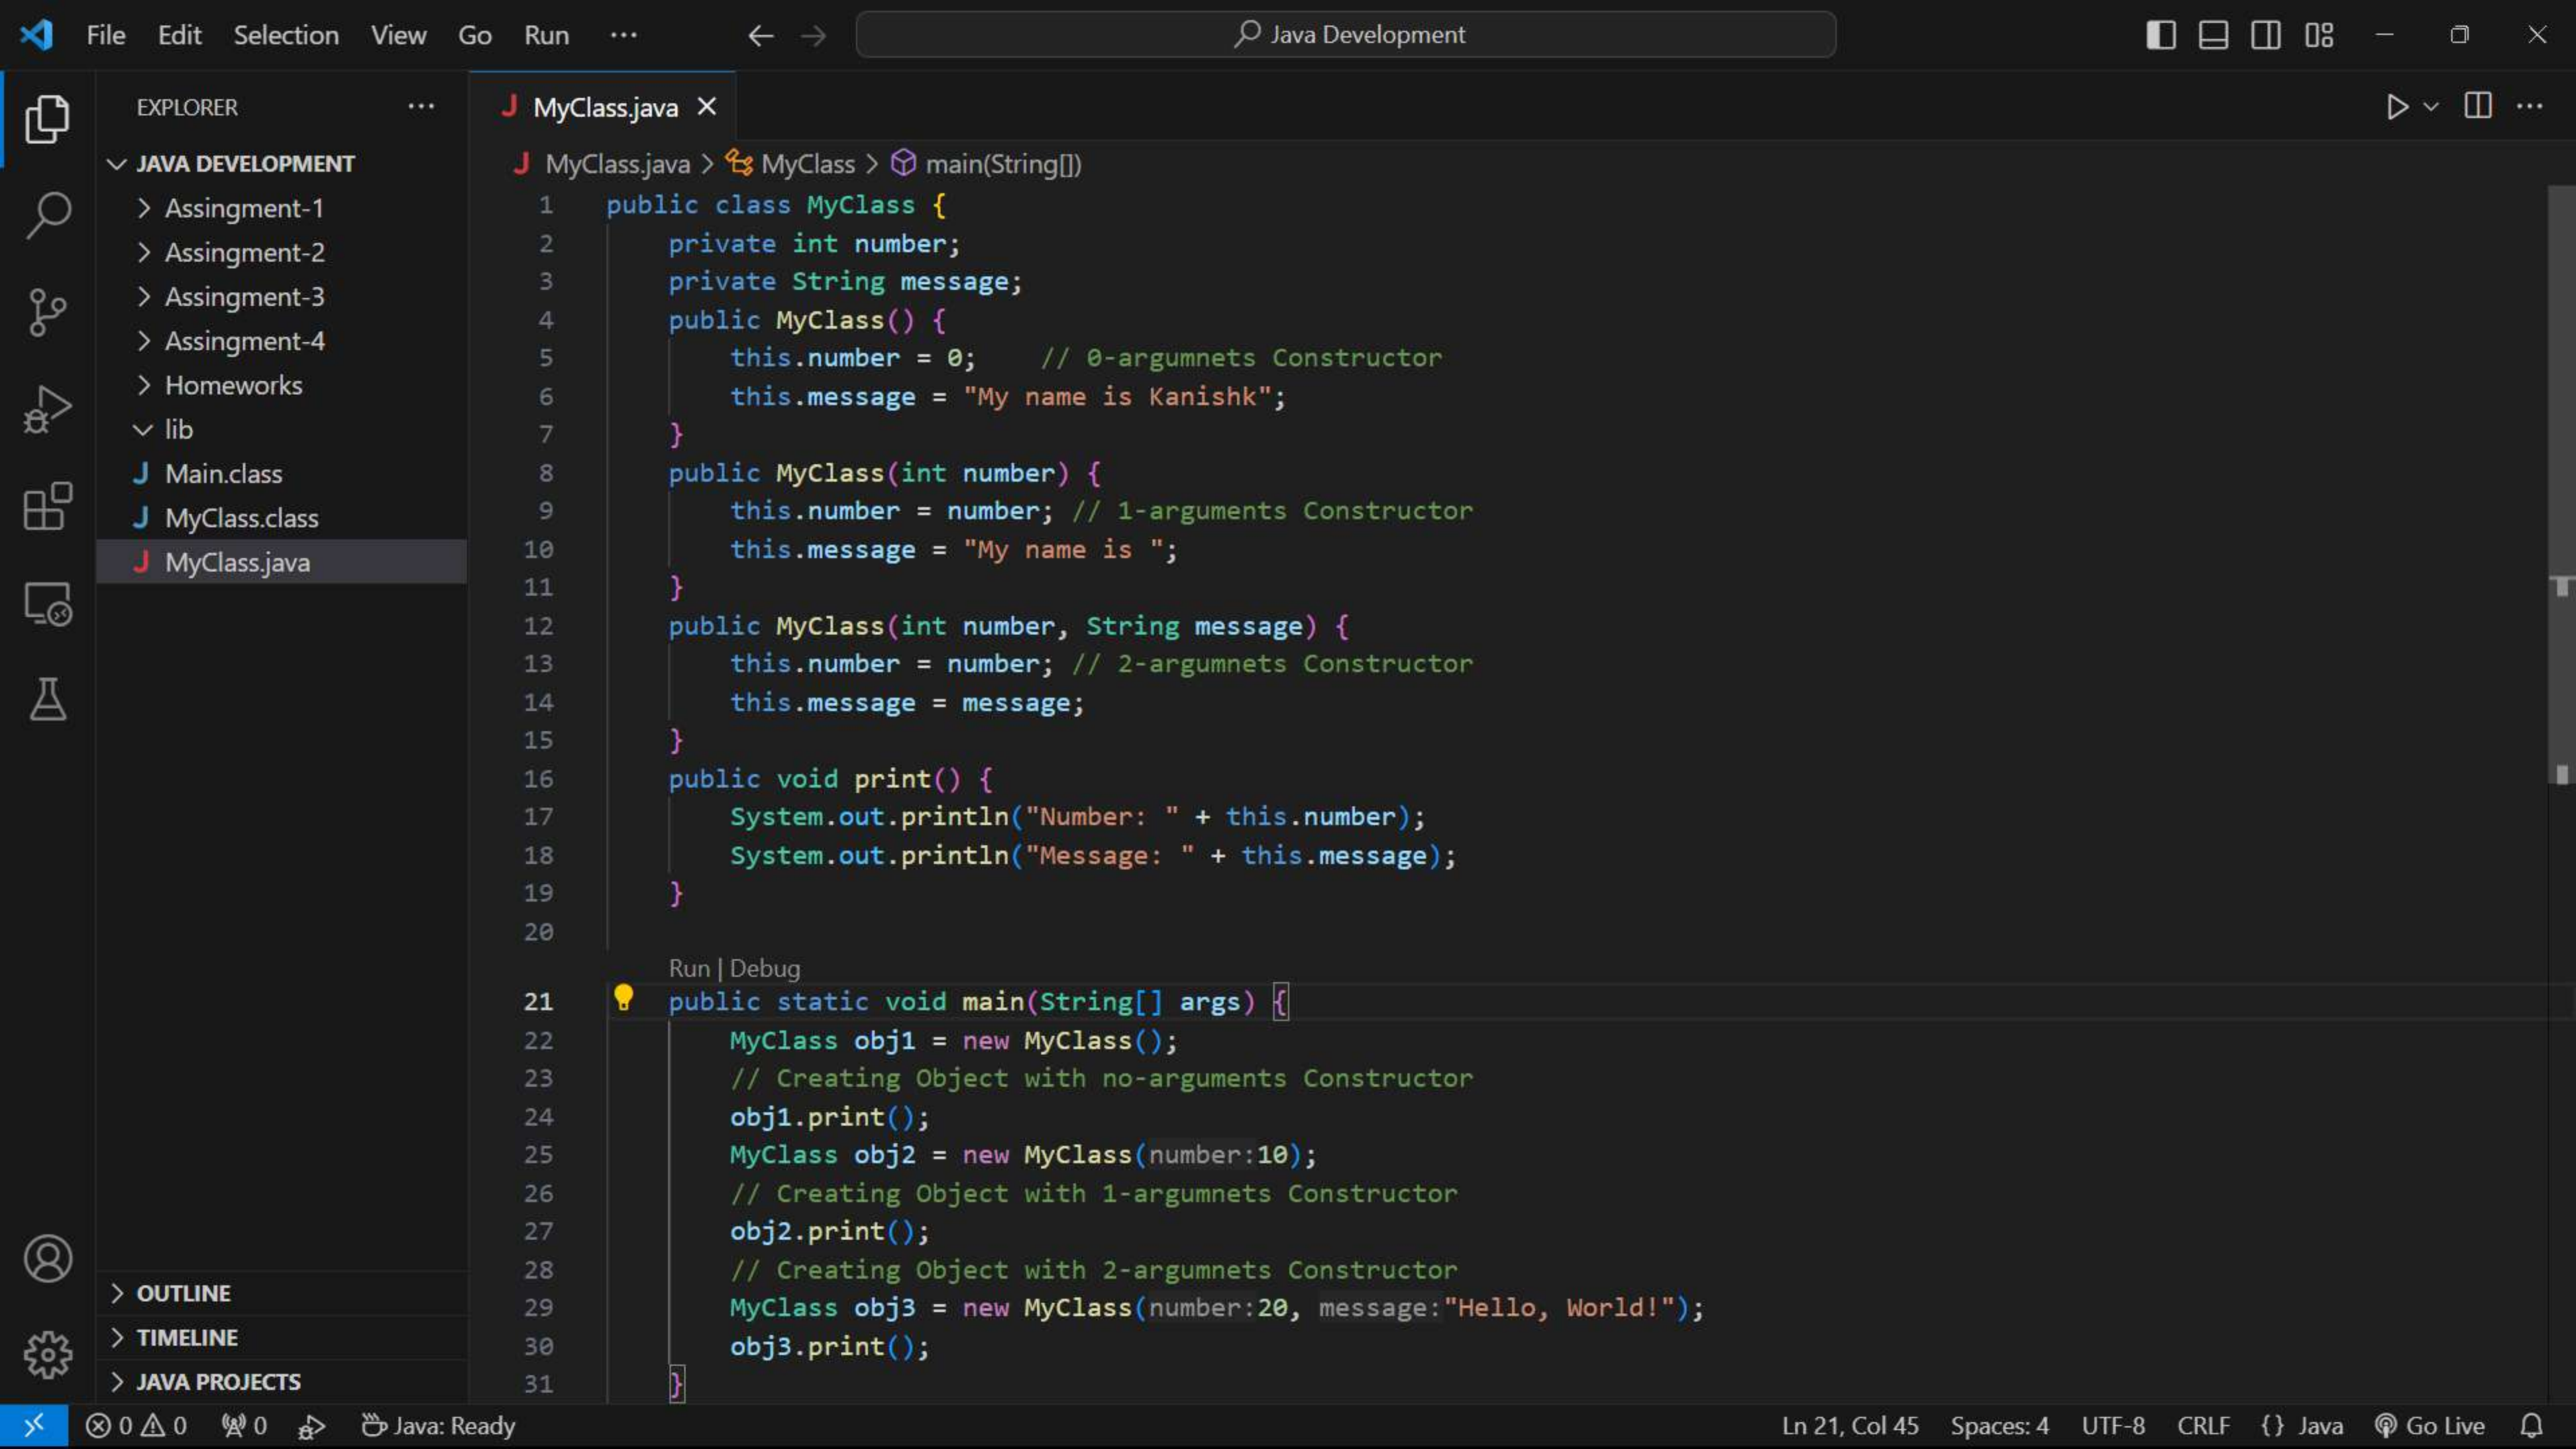 File Edit Selection View Go Run ··· Java Development
EXPLORER ···
JAVA DEVELOPMENT
Assingment-1
Assingment-2
Assingment-3
Assingment-4
Homeworks
lib
J Main.class
J MyClass.class
J MyClass.java
OUTLINE
TIMELINE
JAVA PROJECTS
J MyClass.java
J MyClass.java > MyClass > main(String[])
1 public class MyClass {
2 private int number;
3 private String message;
4 public MyClass() {
5 this.number = 0; // 0-argumnets Constructor
6 this.message = "My name is Kanishk";
7 }
8 public MyClass(int number) {
9 this.number = number; // 1-arguments Constructor
10 this.message = "My name is ";
11 }
12 public MyClass(int number, String message) {
13 this.number = number; // 2-argumnets Constructor
14 this.message = message;
15 }
16 public void print() {
17 System.out.println("Number: " + this.number);
18 System.out.println("Message: " + this.message);
19 }
20
Run | Debug
21 public static void main(String[] args) {
22 MyClass obj1 = new MyClass();
23 // Creating Object with no-arguments Constructor
24 obj1.print();
25 MyClass obj2 = new MyClass(number:10);
26 // Creating Object with 1-argumnets Constructor
27 obj2.print();
28 // Creating Object with 2-argumnets Constructor
29 MyClass obj3 = new MyClass(number:20, message:"Hello, World!");
30 obj3.print();
31 }
0 0 0 Java: Ready Ln 21, Col 45 Spaces: 4 UTF-8 CRLF {} Java Go Live